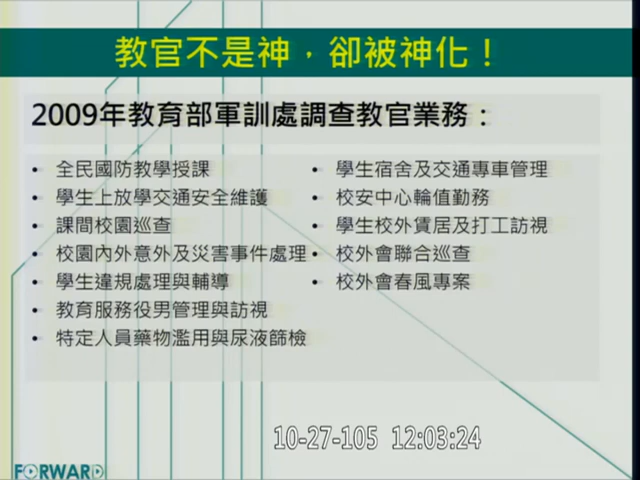 教官不是神，卻被神化！
2009年教育部軍訓處調查教官業務：
• 全民國防教學授課
• 學生上放學交通安全維護
• 課間校園巡查
• 校園內外意外及災害事件處理
• 學生違規處理與輔導
• 教育服務役男管理與訪視
• 特定人員藥物濫用與尿液篩檢
• 學生宿舍及交通專車管理
• 校安中心輪值勤務
• 學生校外賃居及打工訪視
• 校外會聯合巡查
• 校外會春風專案
10-27-105 12:03:24
FORWARD